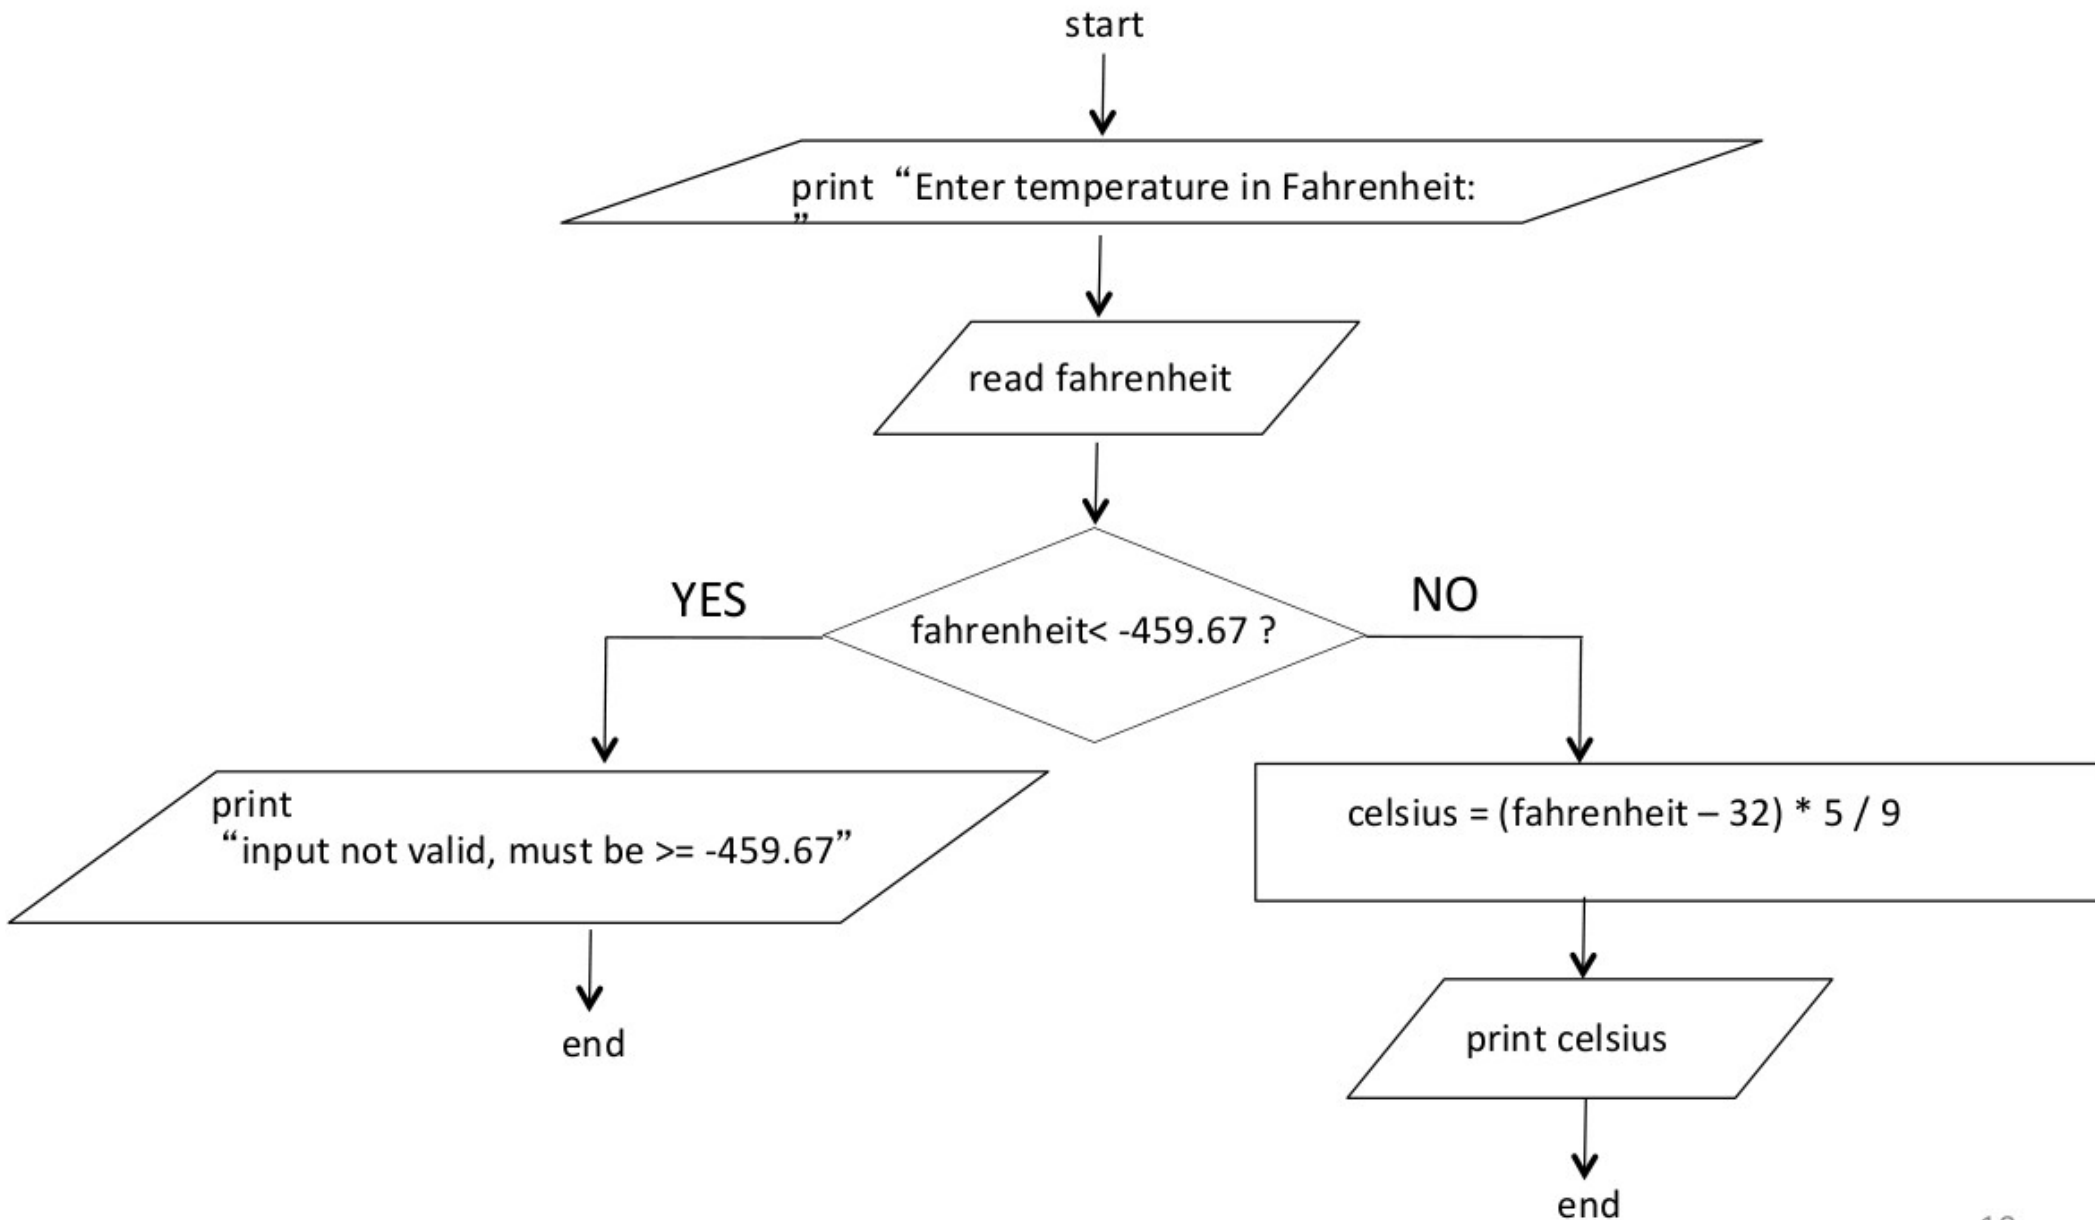 start
print “Enter temperature in Fahrenheit:
”
read fahrenheit
fahrenheit< -459.67 ?
YES
NO
print
“input not valid, must be >= -459.67”
end
celsius = (fahrenheit – 32) * 5 / 9
print celsius
end